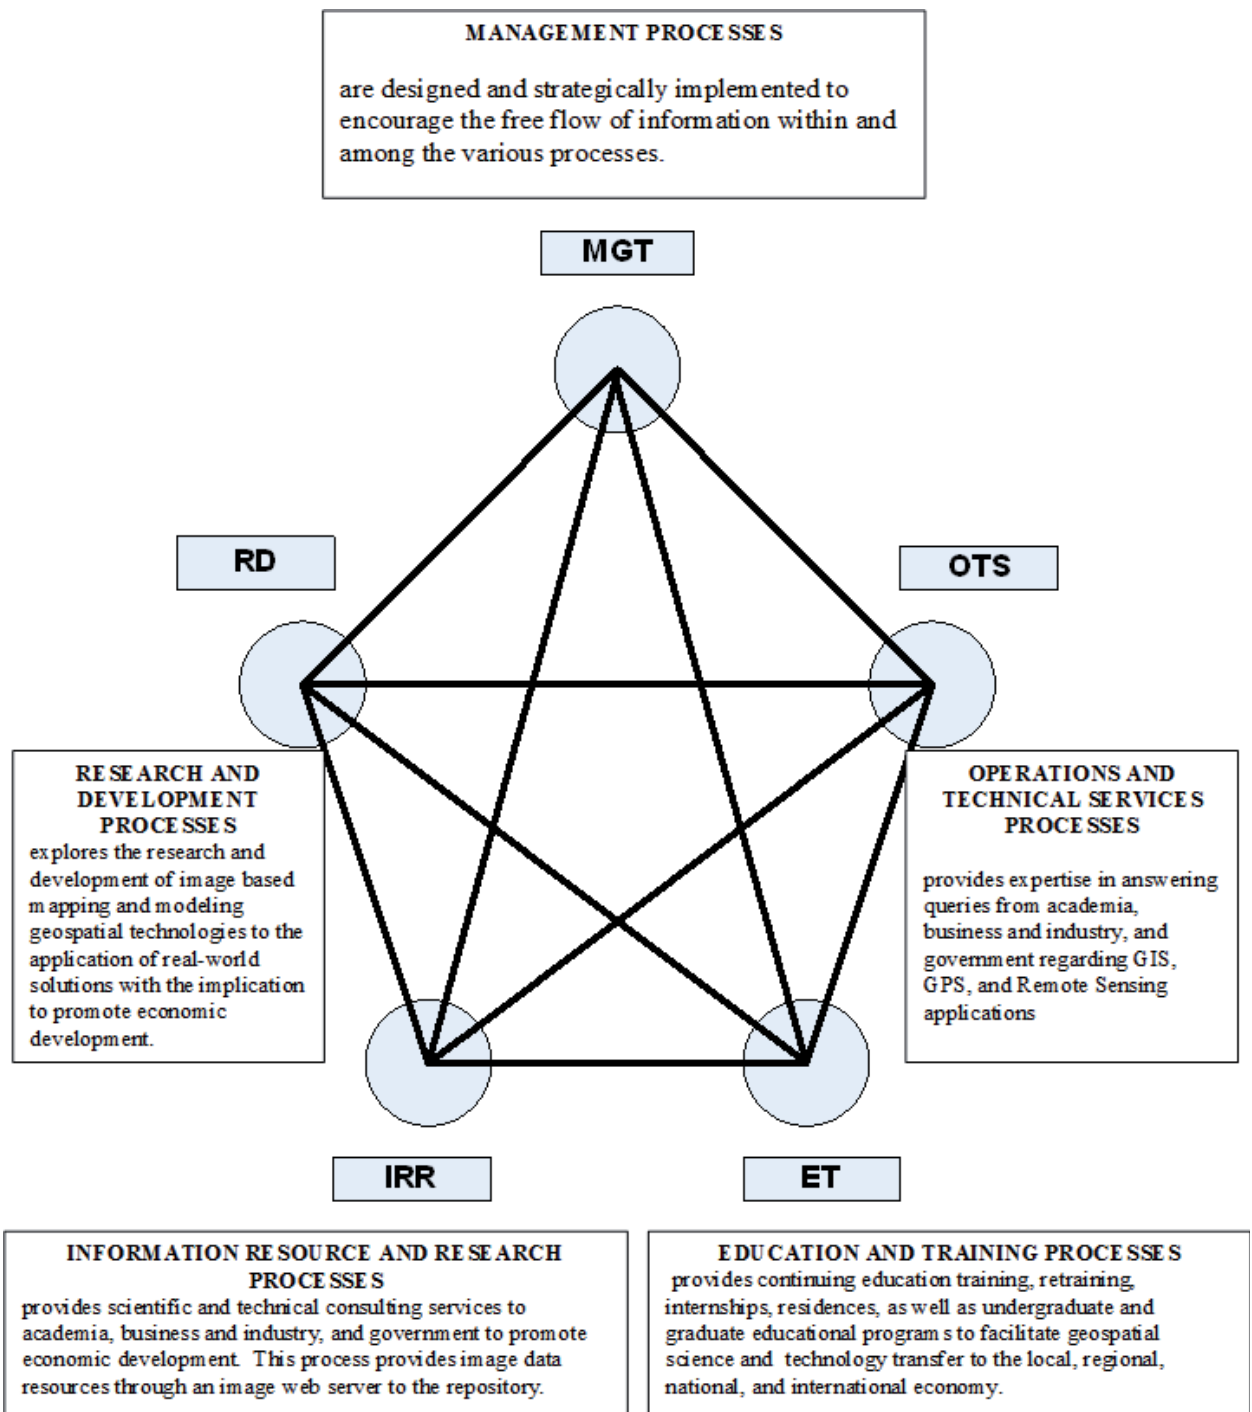 MANAGEMENT PROCESSES
are designed and strategically implemented to
encourage the free flow of information within and
among the various processes.
MGT
RD
OTS
RESEARCH AND
DEVELOPMENT
PROCESSES
explores the research and
development of image based
mapping and modeling
geospatial technologies to the
application of real-world
solutions with the implication
to promote economic
development.
OPERATIONS AND
TECHNICAL SERVICES
PROCESSES
provides expertise in answering
queries from academia,
business and industry, and
government regarding GIS,
GPS, and Remote Sensing
applications
IRR
ET
INFORMATION RESOURCE AND RESEARCH
PROCESSES
provides scientific and technical consulting services to
academia, business and industry, and government to promote
economic development. This process provides image data
resources through an image web server to the repository.
EDUCATION AND TRAINING PROCESSES
provides continuing education training, retraining,
internships, residences, as well as undergraduate and
graduate educational programs to facilitate geospatial
science and technology transfer to the local, regional,
national, and international economy.